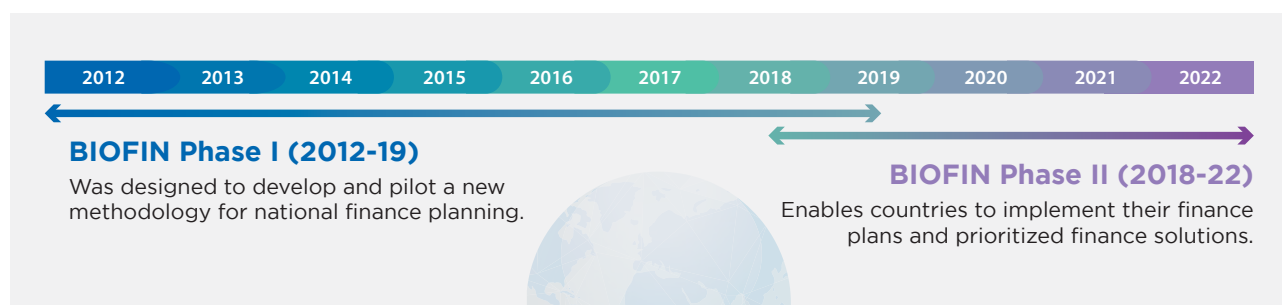 2012 2013 2014 2015 2016 2017 2018 2019 2020 2021 2022
BIOFIN Phase I (2012-19)
Was designed to develop and pilot a new
methodology for national finance planning.
BIOFIN Phase II (2018-22)
Enables countries to implement their finance
plans and prioritized finance solutions.